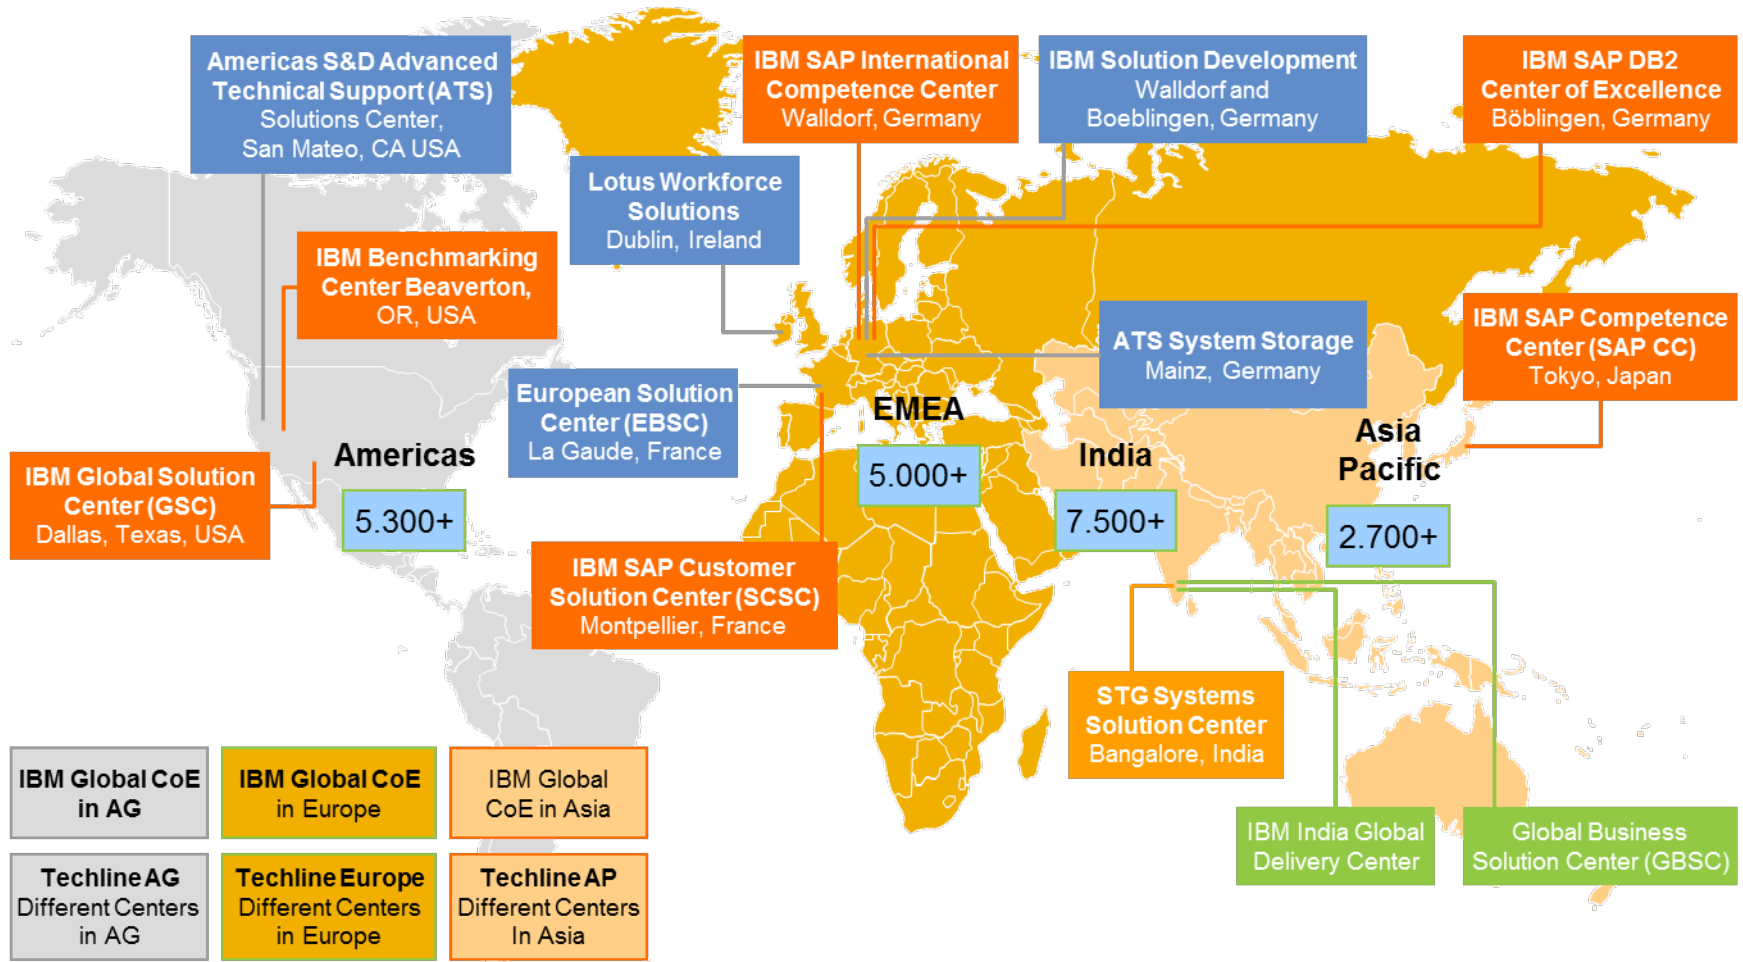 Americas S&D Advanced
Technical Support (ATS)
Solutions Center,
San Mateo, CA USA
IBM SAP International
Competence Center
Walldorf, Germany
IBM Solution Development
Walldorf and
Boeblingen, Germany
IBM SAP DB2
Center of Excellence
Böblingen, Germany
Lotus Workforce
Solutions
Dublin, Ireland
IBM Benchmarking
Center Beaverton,
OR, USA
ATS System Storage
Mainz, Germany
IBM SAP Competence
Center (SAP CC)
Tokyo, Japan
European Solution
Center (EBSC)
La Gaude, France
EMEA
5.000+
Americas
5.300+
India
7.500+
Asia
Pacific
2.700+
IBM Global Solution
Center (GSC)
Dallas, Texas, USA
IBM SAP Customer
Solution Center (SCSC)
Montpellier, France
STG Systems
Solution Center
Bangalore, India
IBM India Global
Delivery Center
Global Business
Solution Center (GBSC)
IBM Global CoE
in AG
IBM Global CoE
in Europe
IBM Global
CoE in Asia
Techline AG
Different Centers
in AG
Techline Europe
Different Centers
in Europe
Techline AP
Different Centers
In Asia